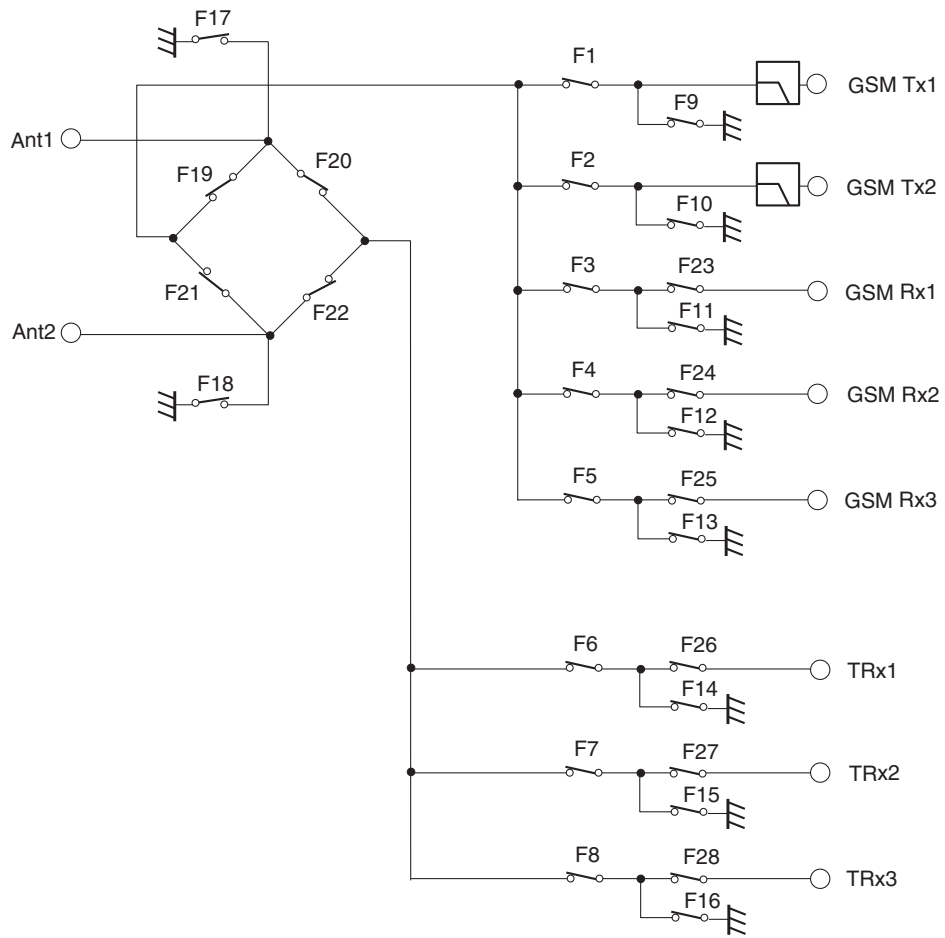 F17
F1
GSM Tx1
F9
Ant1
F19
F20
F2
GSM Tx2
F10
F21
F22
F3
F23
GSM Rx1
F11
Ant2
F18
F4
F24
GSM Rx2
F12
F5
F25
GSM Rx3
F13
F6
F26
TRx1
F14
F7
F27
TRx2
F15
F8
F28
TRx3
F16